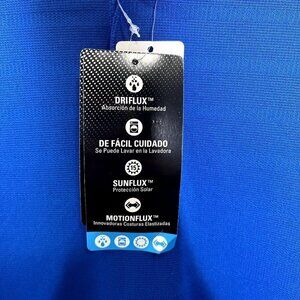 DRIFLUX™
Absorción de la Humedad
DE FÁCIL CUIDADO
Se Puede Lavar en la Lavadora
SUNFLUX™
Protección Solar
MOTIONFLUX™
Innovadoras Costuras Elastizadas